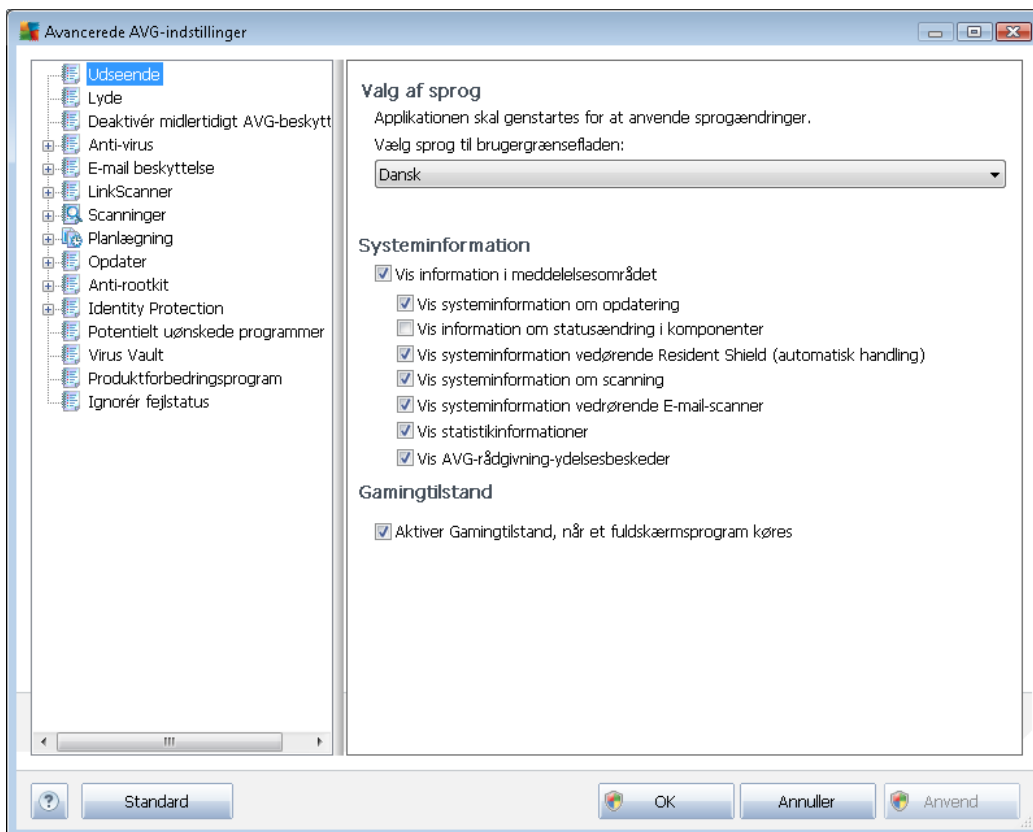 Avancerede AVG-indstillinger
Udseende
Lyde
Deaktivér midlertidigt AVG-beskytt
Anti-virus
E-mail beskyttelse
LinkScanner
Scanninger
Planlægning
Opdater
Anti-rootkit
Identity Protection
Potentielt uønskede programmer
Virus Vault
Produktforbedringsprogram
Ignorér fejlstatus
Valg af sprog
Applikationen skal genstartes for at anvende sprogændringer.
Vælg sprog til brugergrænsefladen:
Dansk
Systeminformation
Vis information i meddelelsesområdet
Vis systeminformation om opdatering
Vis information om statusændring i komponenter
Vis systeminformation vedørende Resident Shield (automatisk handling)
Vis systeminformation om scanning
Vis systeminformation vedrørende E-mail-scanner
Vis statistikinformationer
Vis AVG-rådgivning-ydelsesbeskeder
Gamingtilstand
Aktiver Gamingtilstand, når et fuldskærmsprogram køres
? Standard OK Annuller Anvend